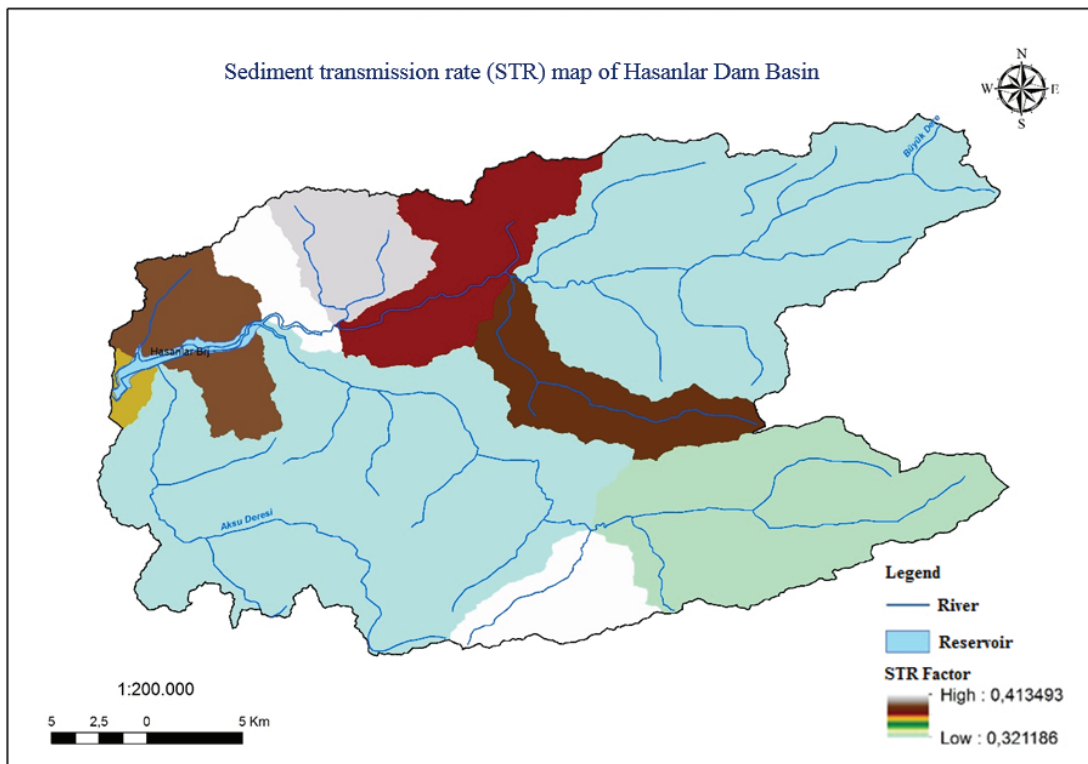 Sediment transmission rate (STR) map of Hasanlar Dam Basin
N
W E
S
Büyük Dere
Hasanlar Brj
Aksu Deresi
Legend
River
Reservoir
STR Factor
High : 0,413493
Low : 0,321186
1:200.000
5 2,5 0 5 Km